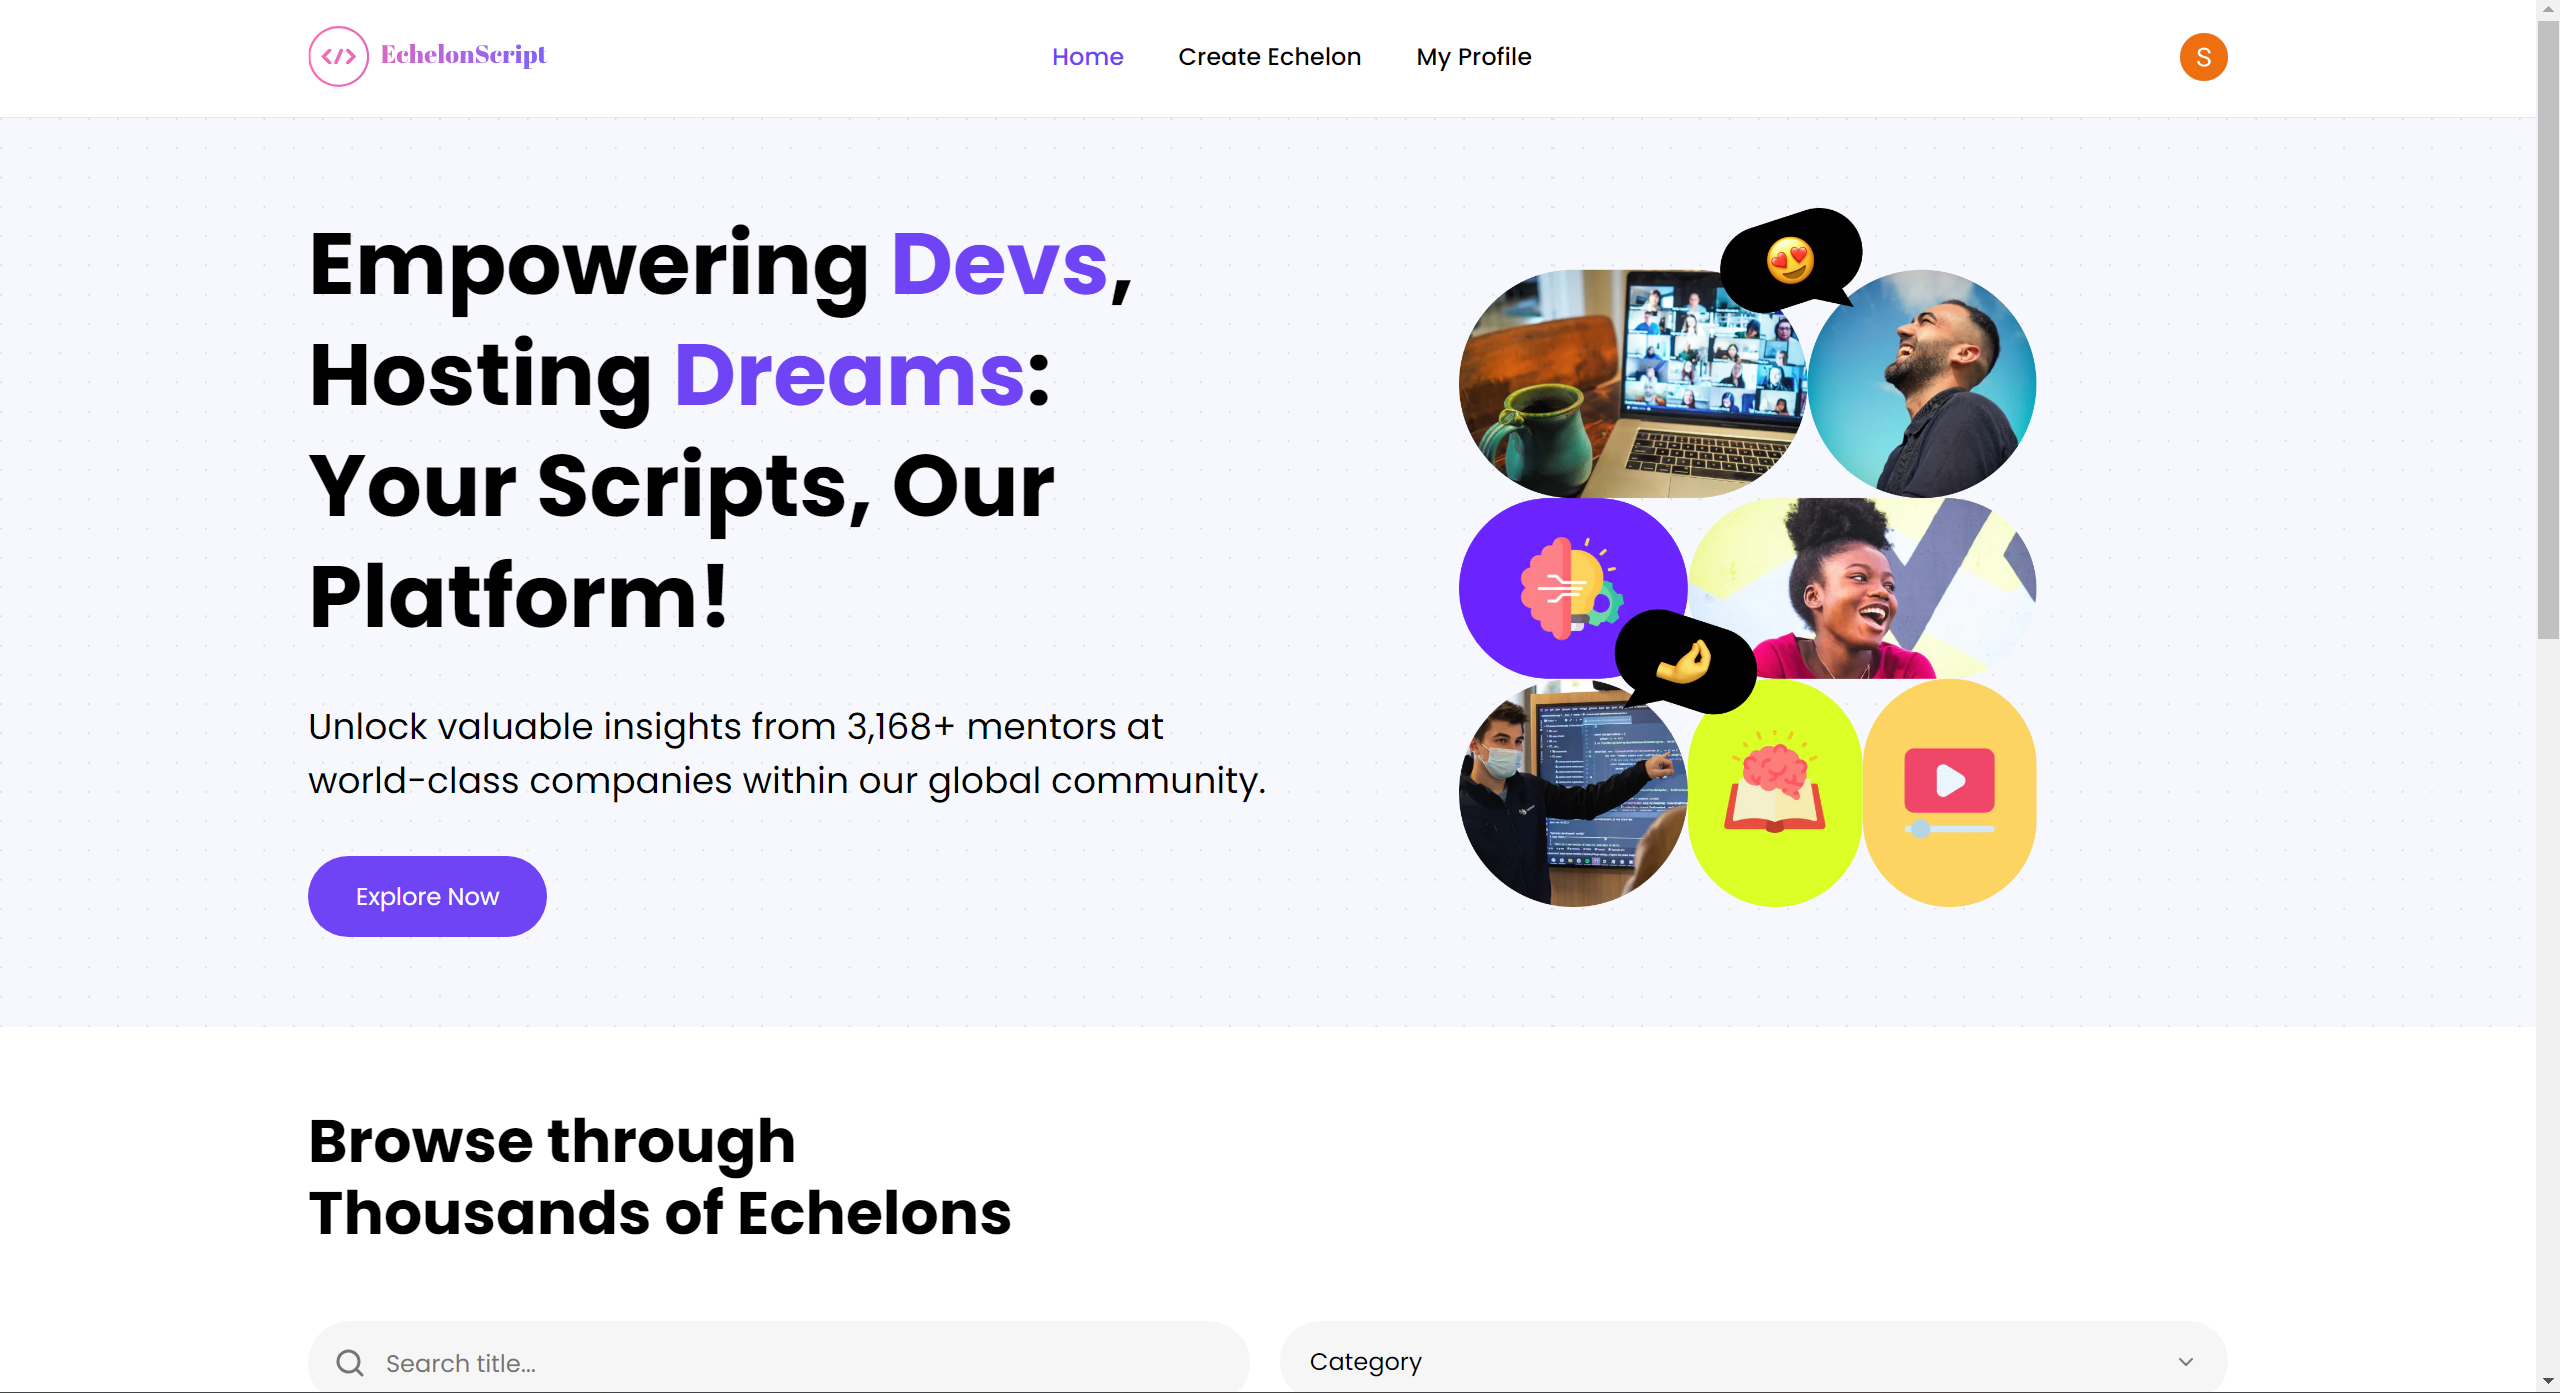 EchelonScript
Home
Create Echelon
My Profile
S
Empowering Devs,
Hosting Dreams:
Your Scripts, Our
Platform!
Unlock valuable insights from 3,168+ mentors at
world-class companies within our global community.
Explore Now
Browse through
Thousands of Echelons
Search title...
Category